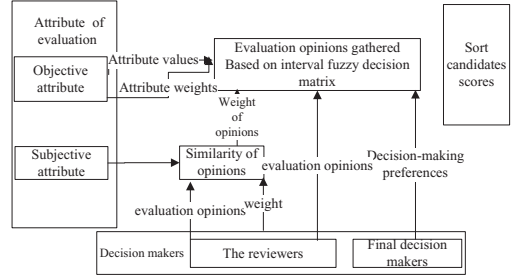 Attribute of
evaluation
Objective
attribute
Subjective
attribute
Attribute values
Attribute weights
Evaluation opinions gathered
Based on interval fuzzy decision
matrix
Sort
candidates
scores
Weight
of
opinions
Similarity of
opinions
evaluation opinions
Decision-making
preferences
evaluation opinions
weight
Decision makers
The reviewers
Final decision
makers